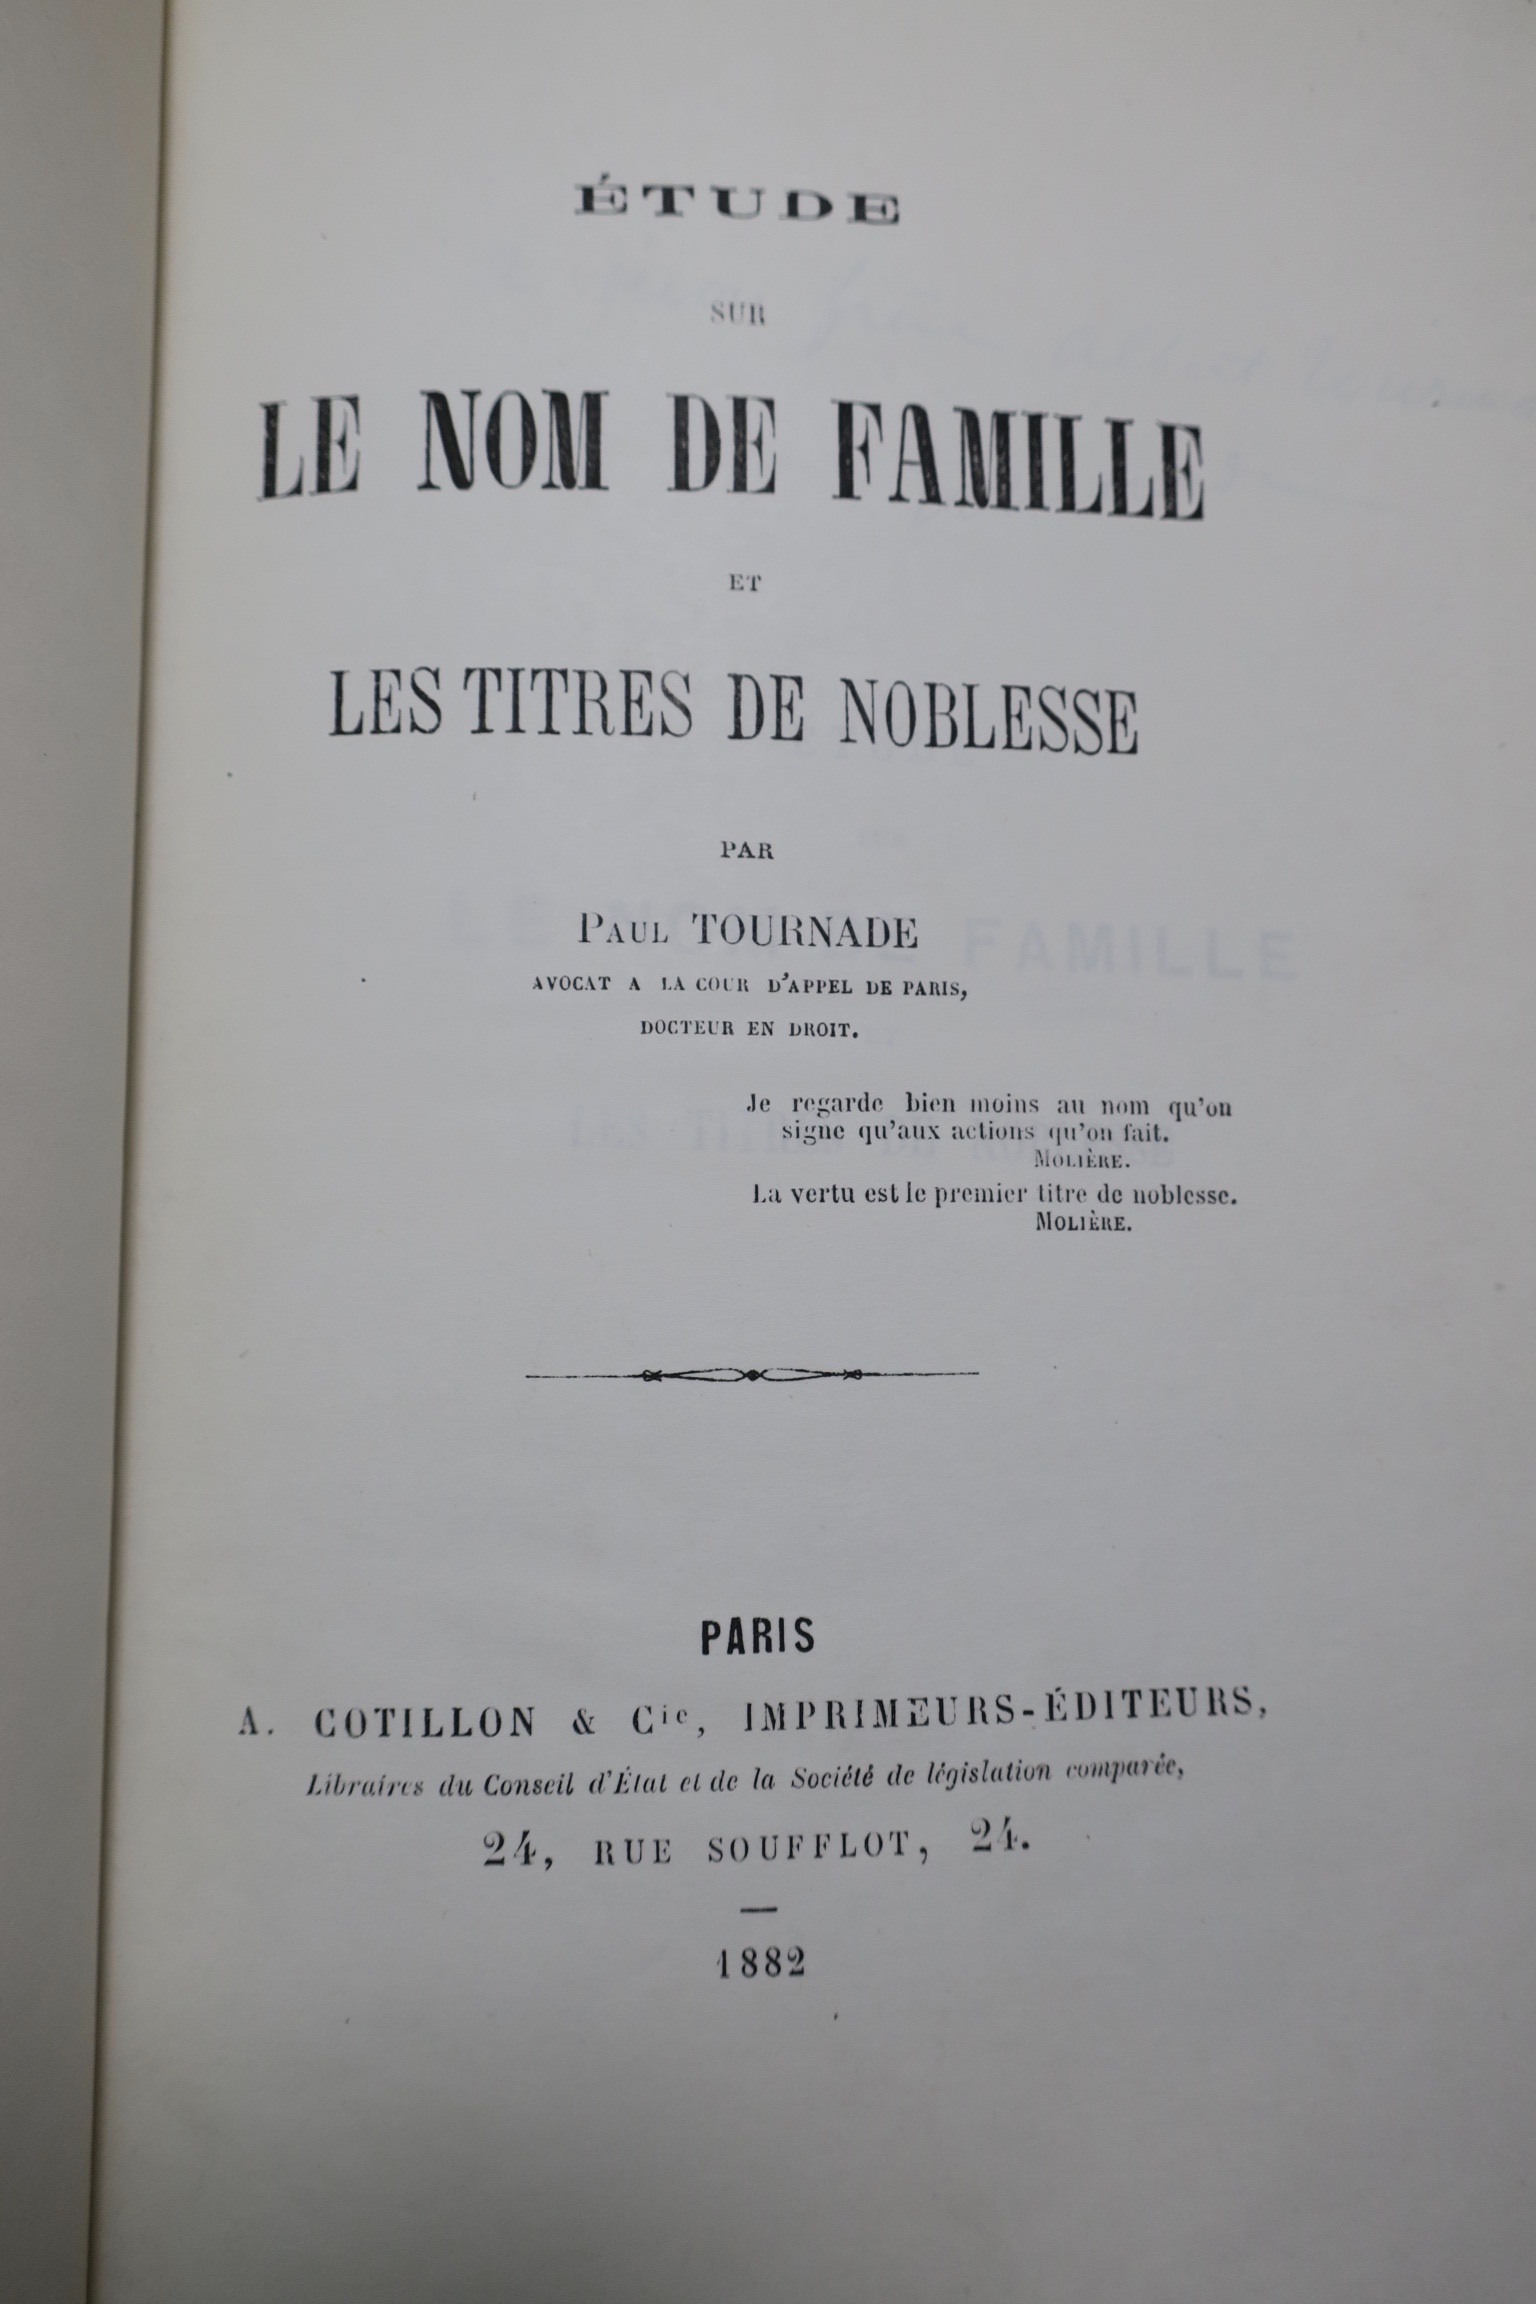 ÉTUDE
SUR
LE NOM DE FAMILLE
ET
LES TITRES DE NOBLESSE
PAR
PAUL TOURNADE
AVOCAT A LA COUR D'APPEL DE PARIS,
DOCTEUR EN DROIT.
Je regarde bien moins au nom qu'on
signe qu'aux actions qu'on fait.
MOLIÈRE.
La vertu est le premier titre de noblesse.
MOLIÈRE.
PARIS
A. COTILLON & Cie, IMPRIMEURS-ÉDITEURS,
Libraires du Conseil d'État et de la Société de législation comparée,
24, RUE SOUFFLOT, 24.
1882